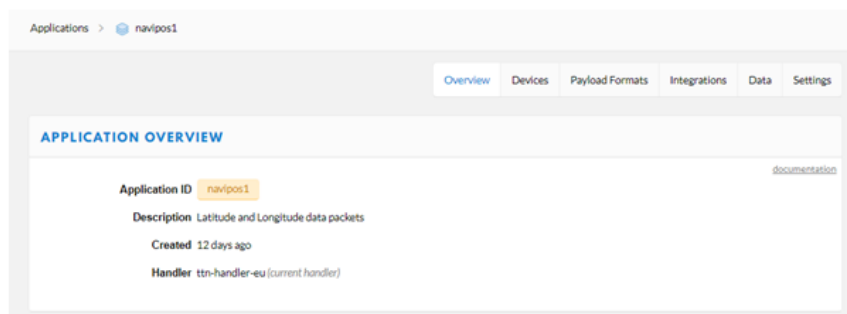 Applications > navipos1
Overview Devices Payload Formats Integrations Data Settings
APPLICATION OVERVIEW
documentation
Application ID navipos1
Description Latitude and Longitude data packets
Created 12 days ago
Handler ttn-handler-eu (current handler)